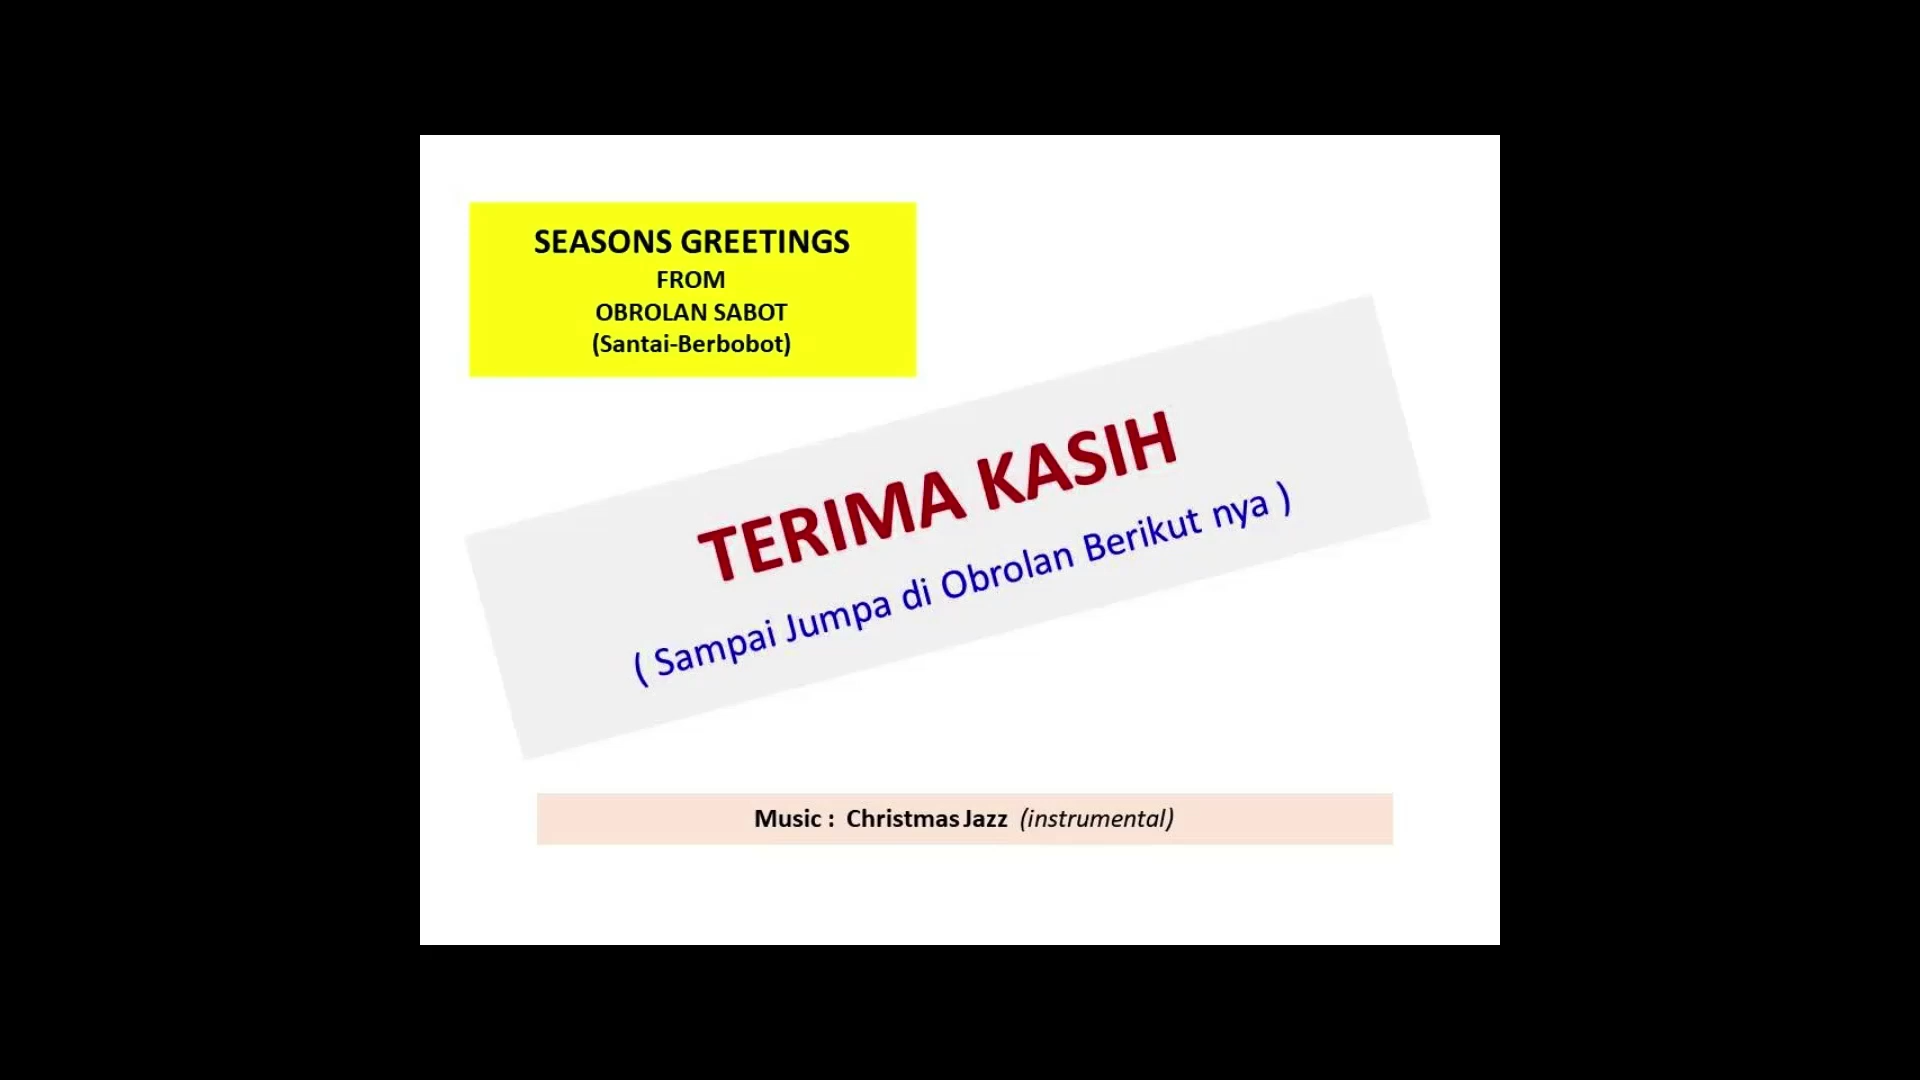 SEASONS GREETINGS
FROM
OBROLAN SABOT
(Santai-Berbobot)
TERIMA KASIH
( Sampai Jumpa di Obrolan Berikut nya )
Music : Christmas Jazz (instrumental)